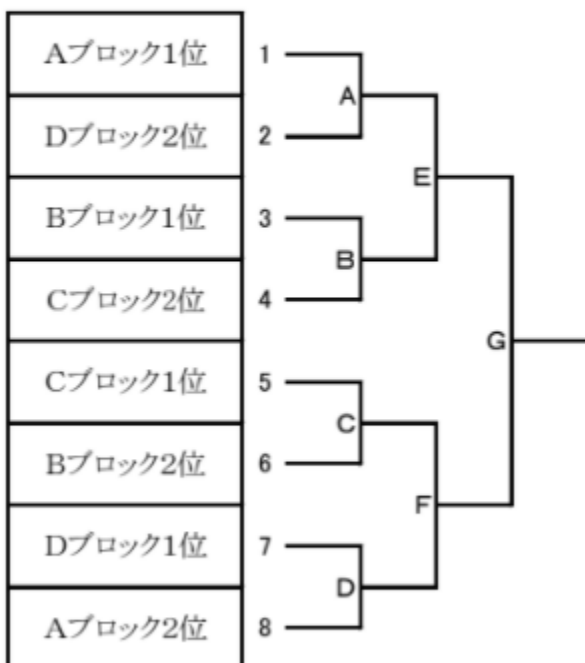 Aブロック1位 1
A
Dブロック2位 2
E
Bブロック1位 3
B
Cブロック2位 4
G
Cブロック1位 5
C
Bブロック2位 6
F
Dブロック1位 7
D
Aブロック2位 8